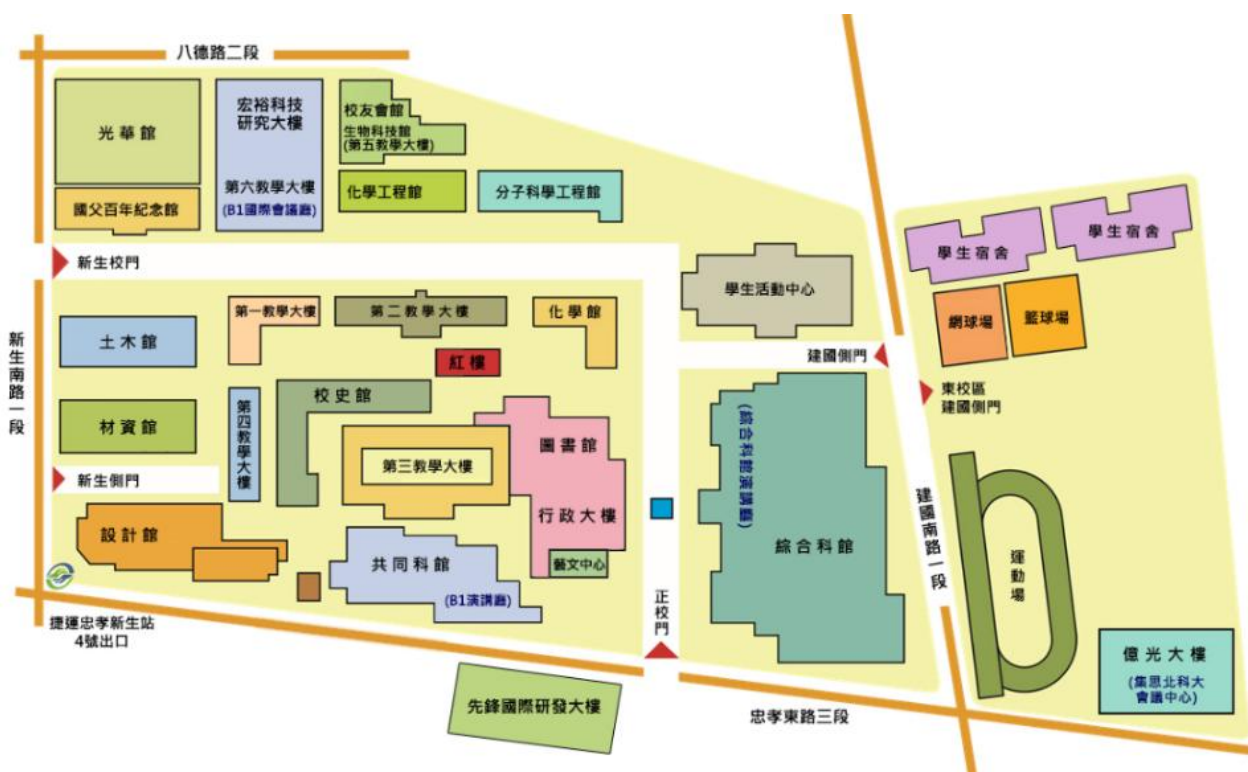 八德路二段
光華館
宏裕科技
研究大樓
第六教學大樓
(B1國際會議廳)
校友會館
生物科技館
(第五教學大樓)
國父百年紀念館
化學工程館
分子科學工程館
學生宿舍
學生宿舍
新生校門
學生活動中心
網球場
籃球場
第一教學大樓
第二教學大樓
化學館
土木館
新生南路一段
紅樓
建國側門
東校區
建國側門
校史館
材資館
第四教學大樓
圖書館
(綜合科館演講廳)
第三教學大樓
新生側門
行政大樓
建國南路一段
設計館
綜合科館
共同科館
(B1演講廳)
藝文中心
運動場
正校門
捷運忠孝新生站
4號出口
億光大樓
(集思北科大
會議中心)
先鋒國際研發大樓
忠孝東路三段